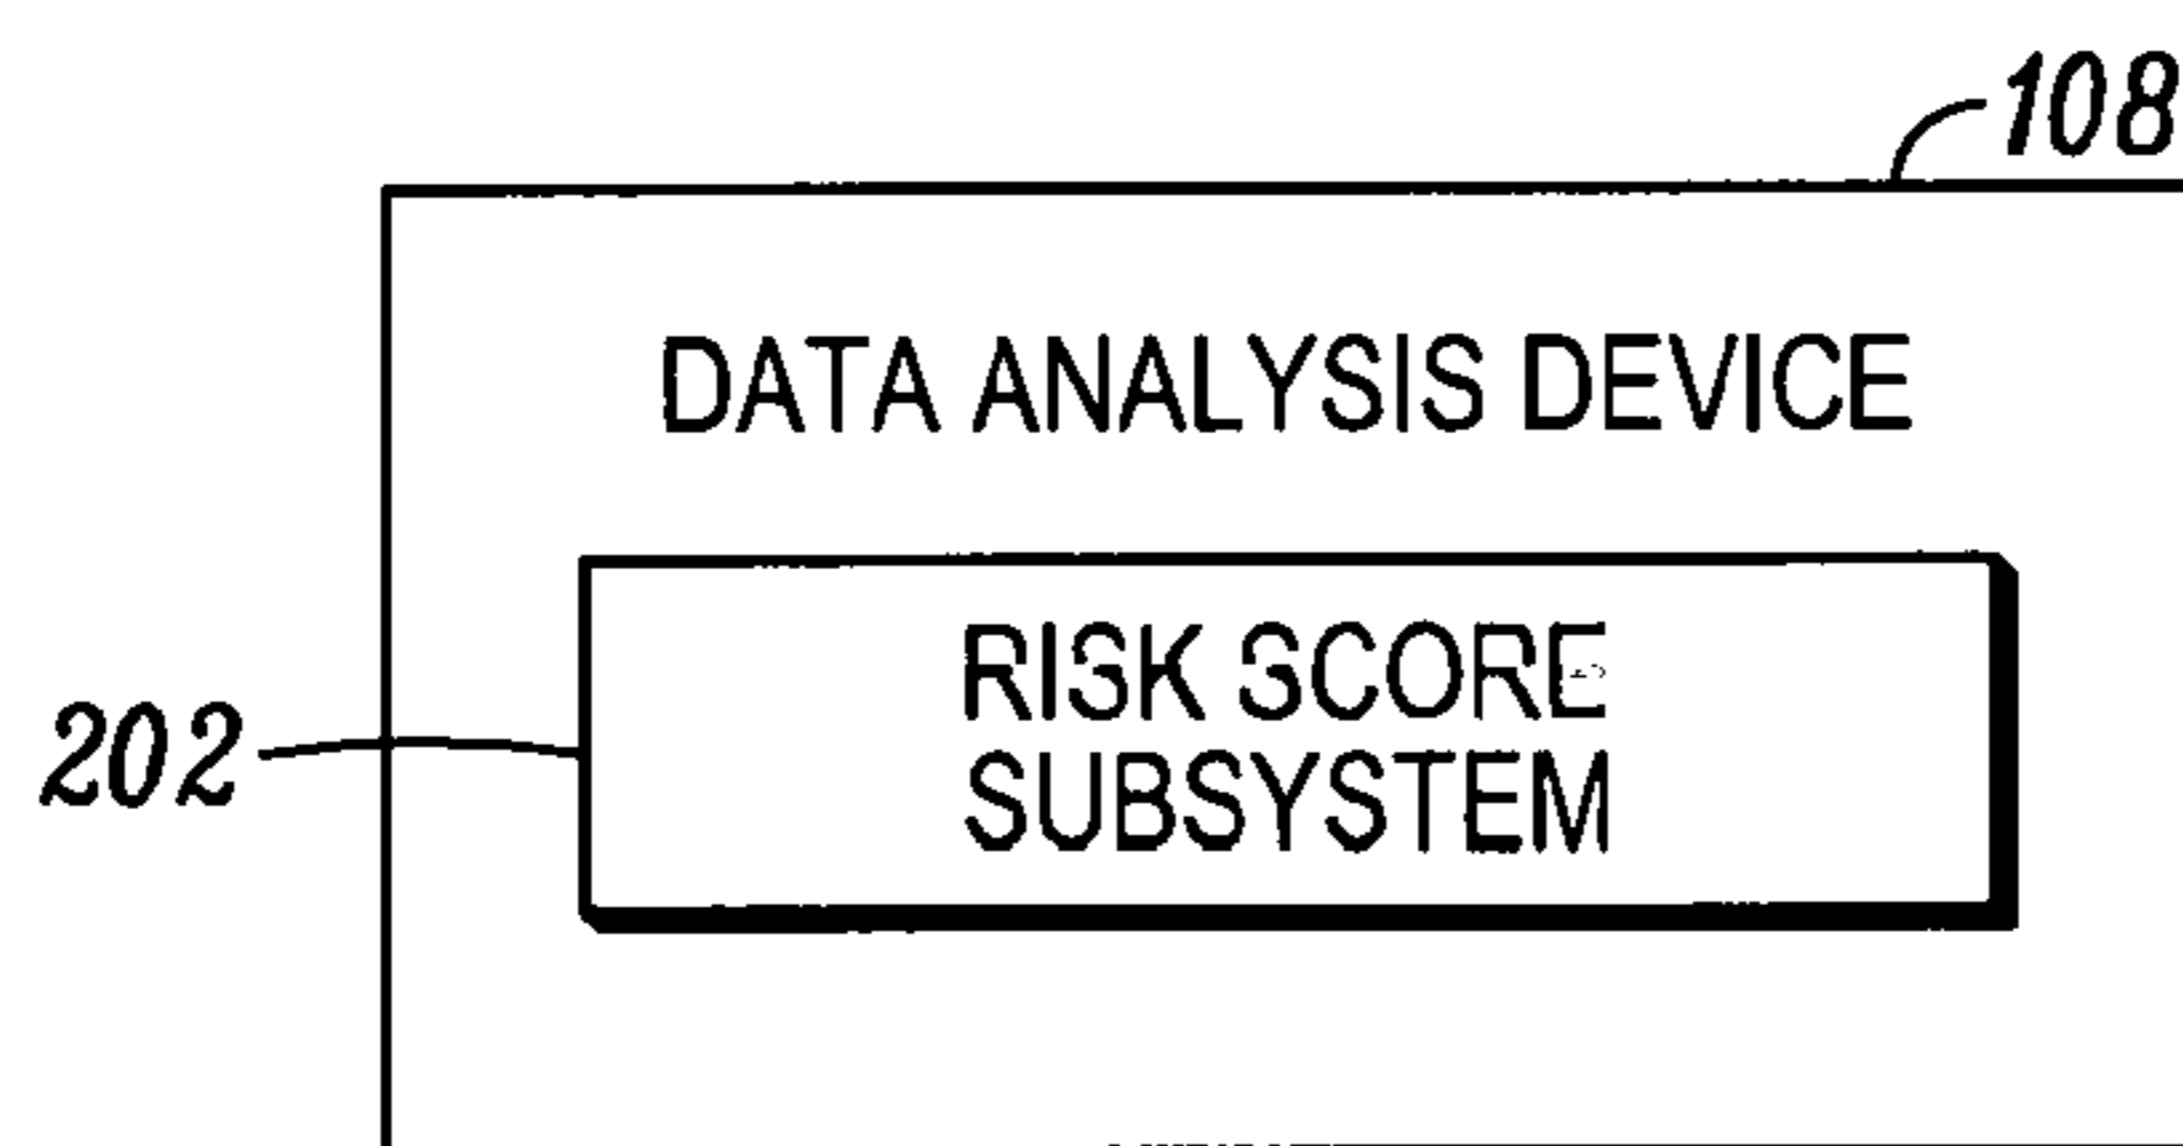 108
DATA ANALYSIS DEVICE
RISK SCORE
SUBSYSTEM
202